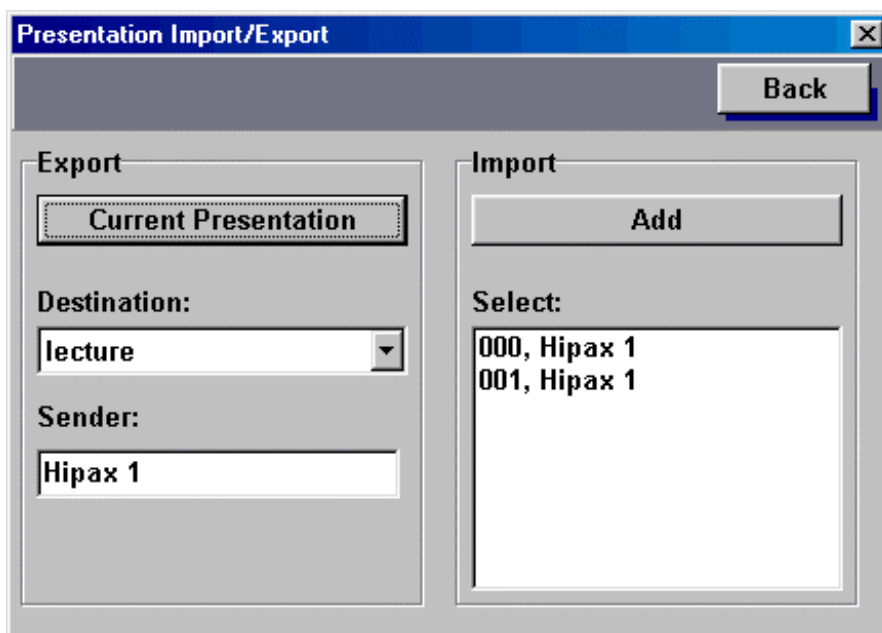 Presentation Import/Export
Back
Export
Current Presentation
Destination:
lecture
Sender:
Hipax 1
Import
Add
Select:
000, Hipax 1
001, Hipax 1